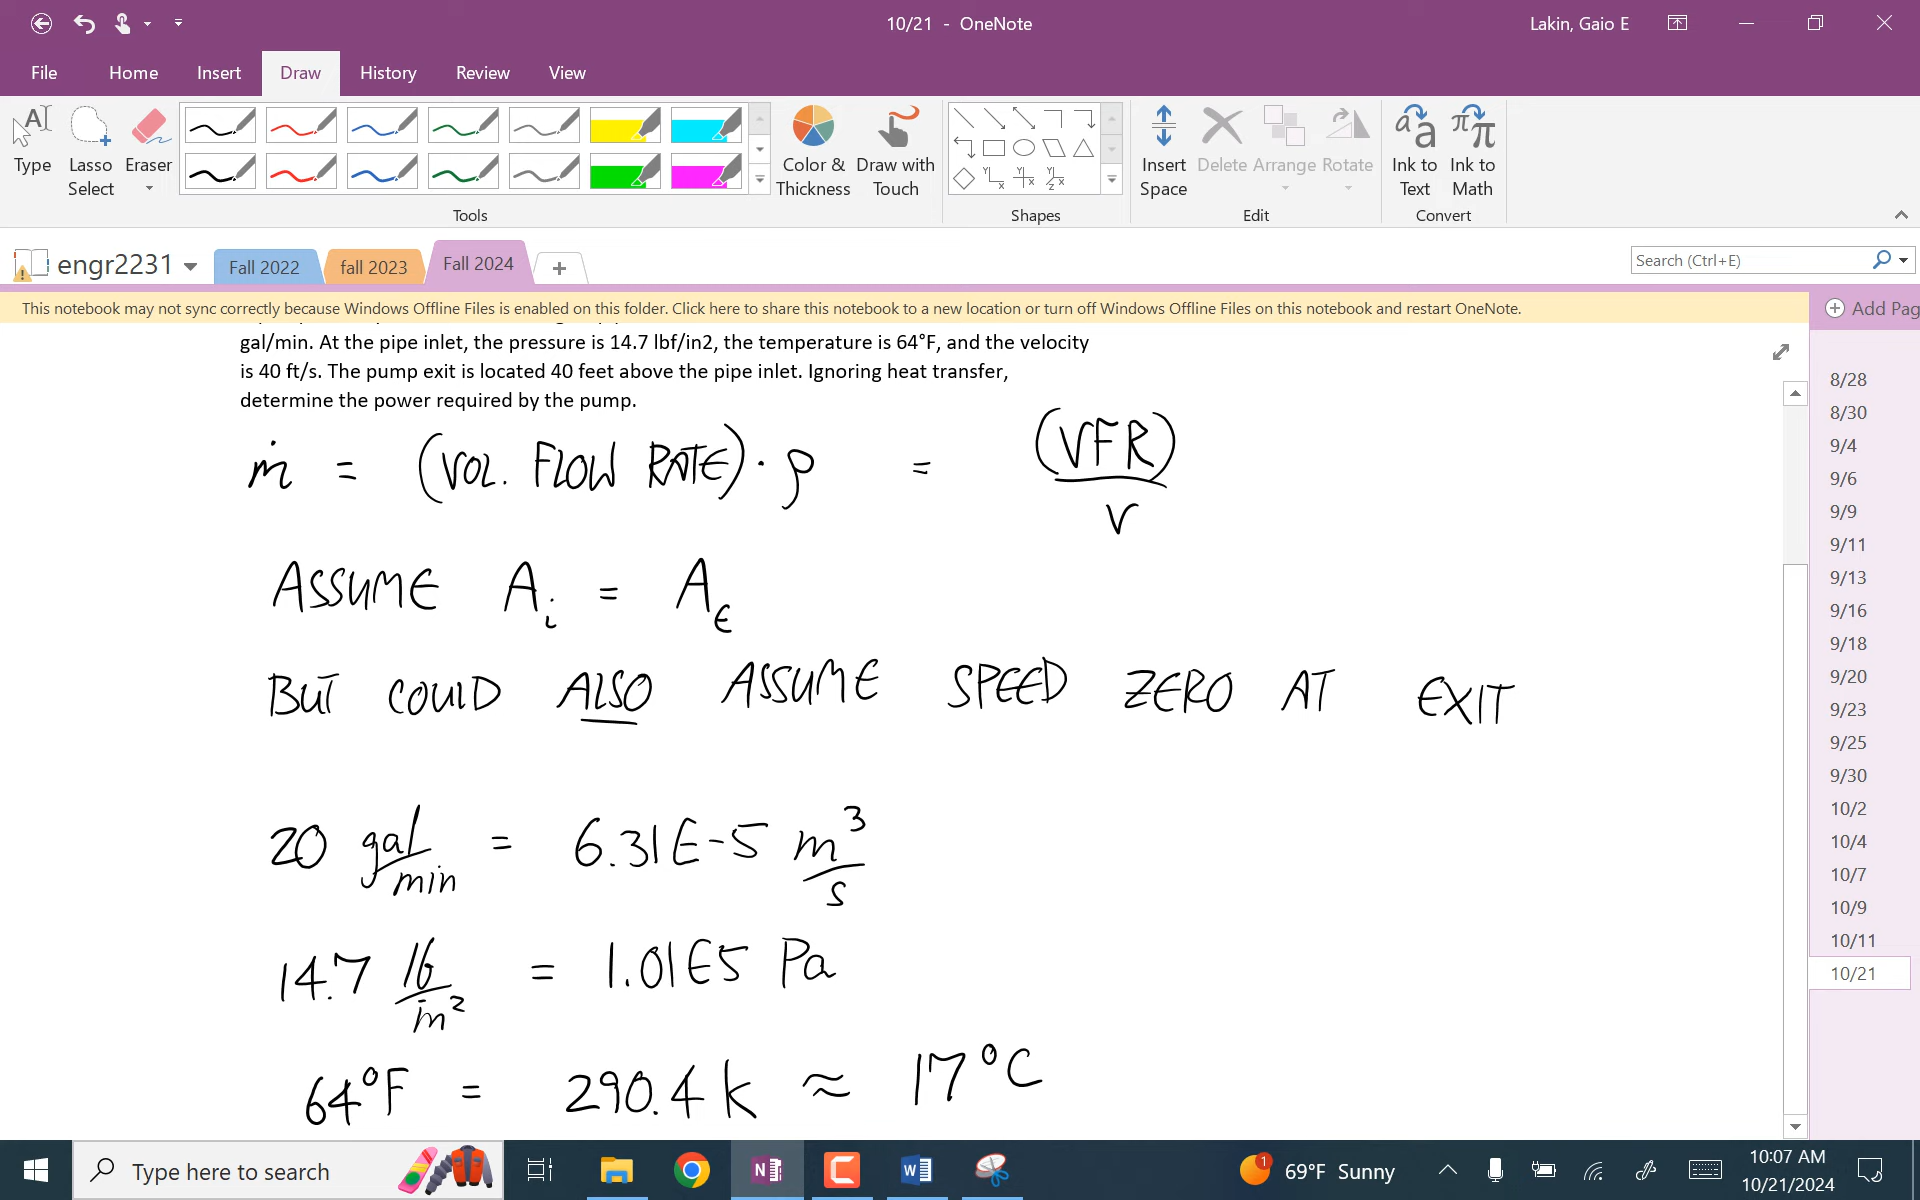 10/21 - OneNote
Lakin, Gaio E
File Home Insert Draw History Review View
Type
Lasso Select
Eraser
Color & Thickness
Draw with Touch
Insert Space
Delete
Arrange
Rotate
Ink to Text
Ink to Math
Tools
Shapes
Edit
Convert
engr2231
Fall 2022
fall 2023
Fall 2024
Search (Ctrl+E)
This notebook may not sync correctly because Windows Offline Files is enabled on this folder. Click here to share this notebook to a new location or turn off Windows Offline Files on this notebook and restart OneNote.
Add Pag
gal/min. At the pipe inlet, the pressure is 14.7 lbf/in2, the temperature is 64°F, and the velocity
is 40 ft/s. The pump exit is located 40 feet above the pipe inlet. Ignoring heat transfer,
determine the power required by the pump.
ṁ = (VOL. FLOW RATE) · ρ = (VFR)/v
ASSUME A_i = A_E
BUT COULD ALSO ASSUME SPEED ZERO AT EXIT
20 gal/min = 6.31E-5 m³/s
14.7 lb/in² = 1.01E5 Pa
64°F = 290.4 K ≈ 17°C
8/28
8/30
9/4
9/6
9/9
9/11
9/13
9/16
9/18
9/20
9/23
9/25
9/30
10/2
10/4
10/7
10/9
10/11
10/21
Type here to search
1
69°F Sunny
10:07 AM
10/21/2024